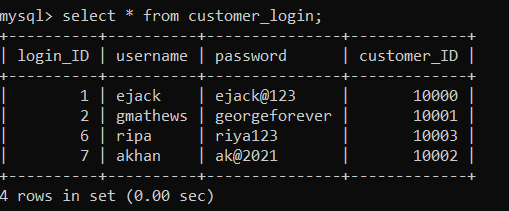 mysql> select * from customer_login;
+----------+----------+---------------+-------------+
| login_ID | username | password      | customer_ID |
+----------+----------+---------------+-------------+
|        1 | ejack    | ejack@123     |       10000 |
|        2 | gmathews | georgeforever |       10001 |
|        6 | ripa     | riya123       |       10003 |
|        7 | akhan    | ak@2021       |       10002 |
+----------+----------+---------------+-------------+
4 rows in set (0.00 sec)